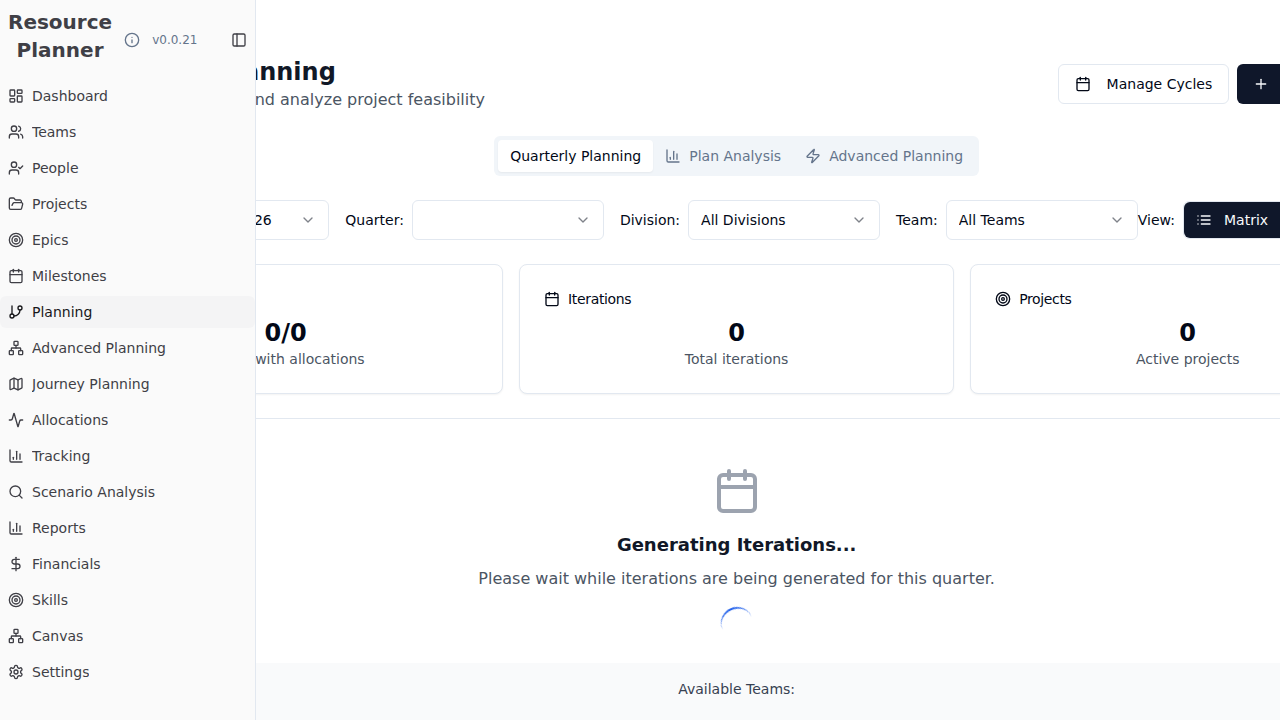 Resource
Planner
v0.0.21
Dashboard
Teams
People
Projects
Epics
Milestones
Planning
Advanced Planning
Journey Planning
Allocations
Tracking
Scenario Analysis
Reports
Financials
Skills
Canvas
Settings
nning
nd analyze project feasibility
Manage Cycles
Quarterly Planning
Plan Analysis
Advanced Planning
26
Quarter:
Division:
All Divisions
Team:
All Teams
View:
Matrix
0/0
with allocations
Iterations
0
Total iterations
Projects
0
Active projects
Generating Iterations...
Please wait while iterations are being generated for this quarter.
Available Teams: